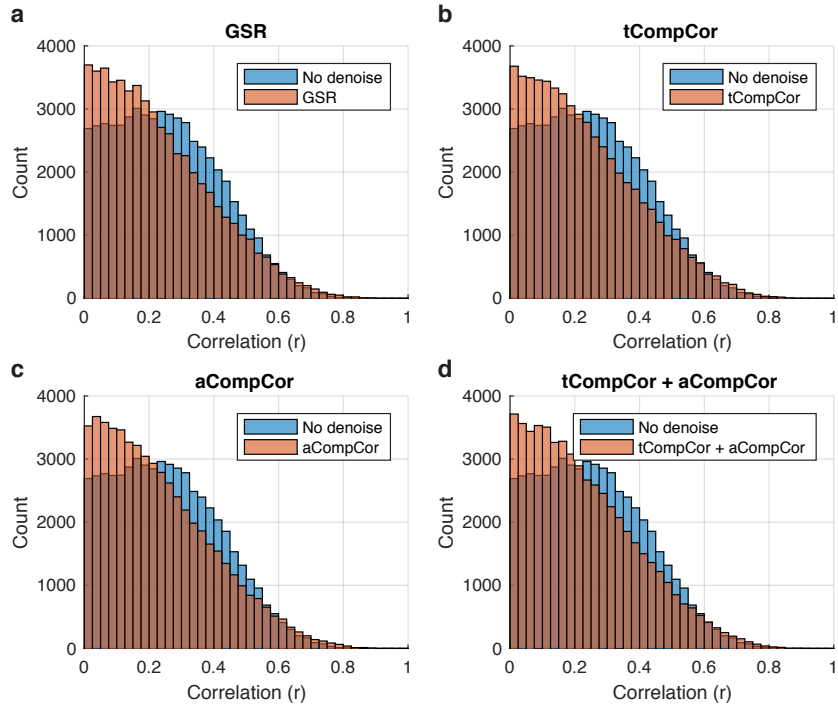 a
GSR
4000
3000
2000
1000
0
Count
No denoise
GSR
0
0.2
0.4
0.6
0.8
1
Correlation (r)
b
tCompCor
4000
3000
2000
1000
0
Count
No denoise
tCompCor
0
0.2
0.4
0.6
0.8
1
Correlation (r)
c
aCompCor
4000
3000
2000
1000
0
Count
No denoise
aCompCor
0
0.2
0.4
0.6
0.8
1
Correlation (r)
d
tCompCor + aCompCor
4000
3000
2000
1000
0
Count
No denoise
tCompCor + aCompCor
0
0.2
0.4
0.6
0.8
1
Correlation (r)